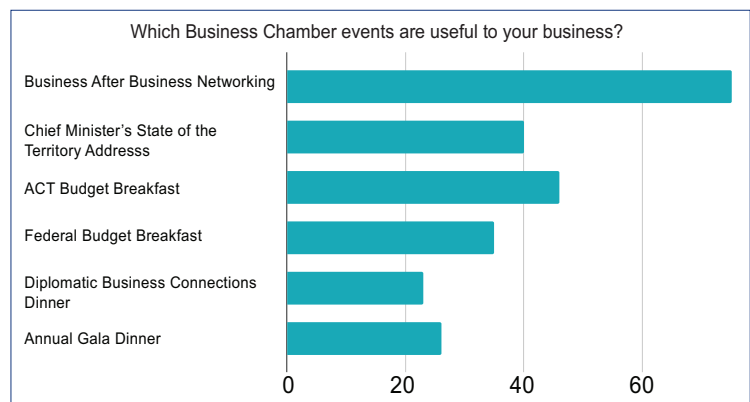 Which Business Chamber events are useful to your business?
Business After Business Networking
Chief Minister's State of the
Territory Addresss
ACT Budget Breakfast
Federal Budget Breakfast
Diplomatic Business Connections
Dinner
Annual Gala Dinner
0 20 40 60